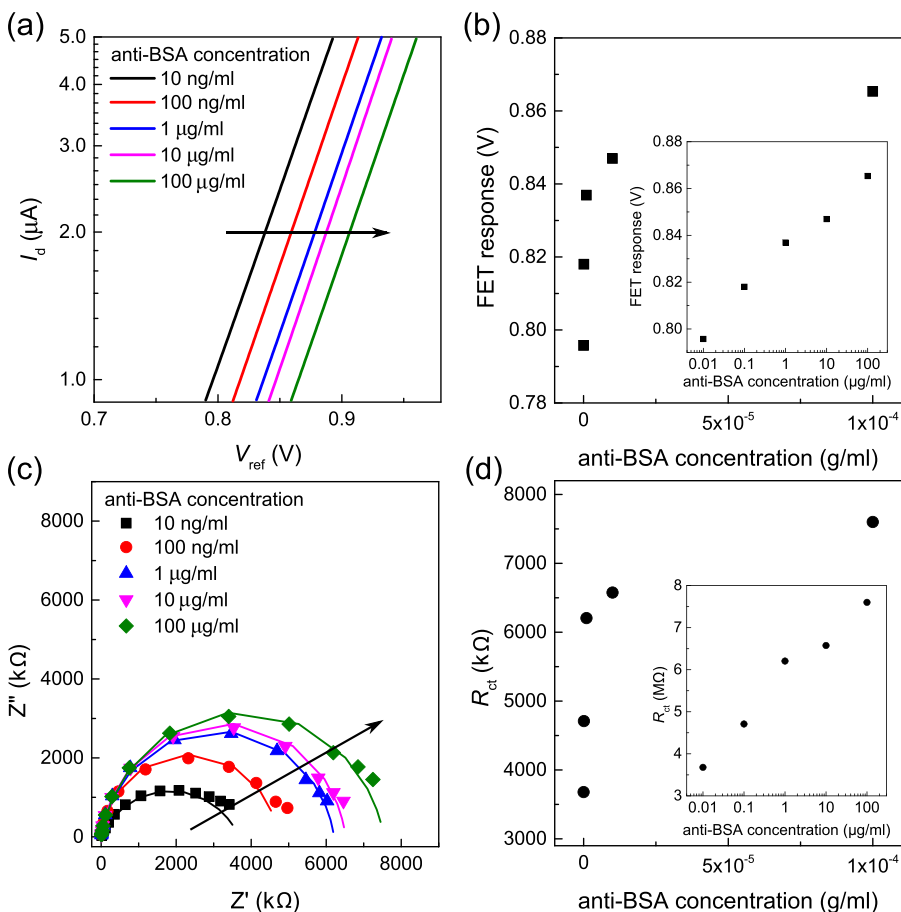 (a)
anti-BSA concentration
10 ng/ml
100 ng/ml
1 μg/ml
10 μg/ml
100 μg/ml
5.0
4.0
3.0
2.0
1.0
I_d (μA)
0.7
0.8
0.9
V_ref (V)
(b)
0.88
0.86
0.84
0.82
0.80
0.78
FET response (V)
0
5x10^-5
1x10^-4
anti-BSA concentration (g/ml)
0.88
0.86
0.84
0.82
0.80
FET response (V)
0.01
0.1
1
10
100
anti-BSA concentration (μg/ml)
(c)
anti-BSA concentration
10 ng/ml
100 ng/ml
1 μg/ml
10 μg/ml
100 μg/ml
8000
6000
4000
2000
0
Z'' (kΩ)
0
2000
4000
6000
8000
Z' (kΩ)
(d)
8000
7000
6000
5000
4000
3000
R_ct (kΩ)
0
5x10^-5
1x10^-4
anti-BSA concentration (g/ml)
8
7
6
5
4
3
R_ct (MΩ)
0.01
0.1
1
10
100
anti-BSA concentration (μg/ml)